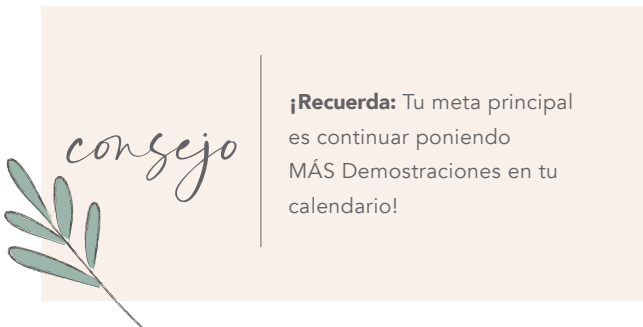 consejo
¡Recuerda: Tu meta principal
es continuar poniendo
MÁS Demostraciones en tu
calendario!